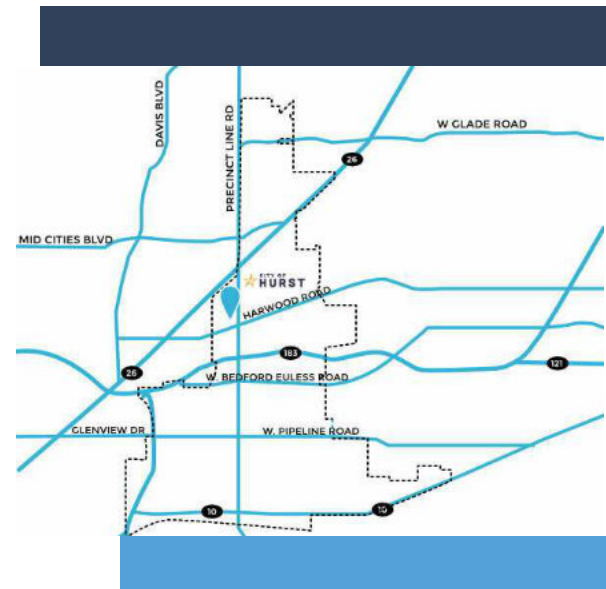 DAVIS BLVD
PRECINCT LINE RD
W GLADE ROAD
26
MID CITIES BLVD
CITY OF
HURST
HARWOOD ROAD
183
121
26
W. BEDFORD EULESS ROAD
GLENVIEW DR
W. PIPELINE ROAD
10
10